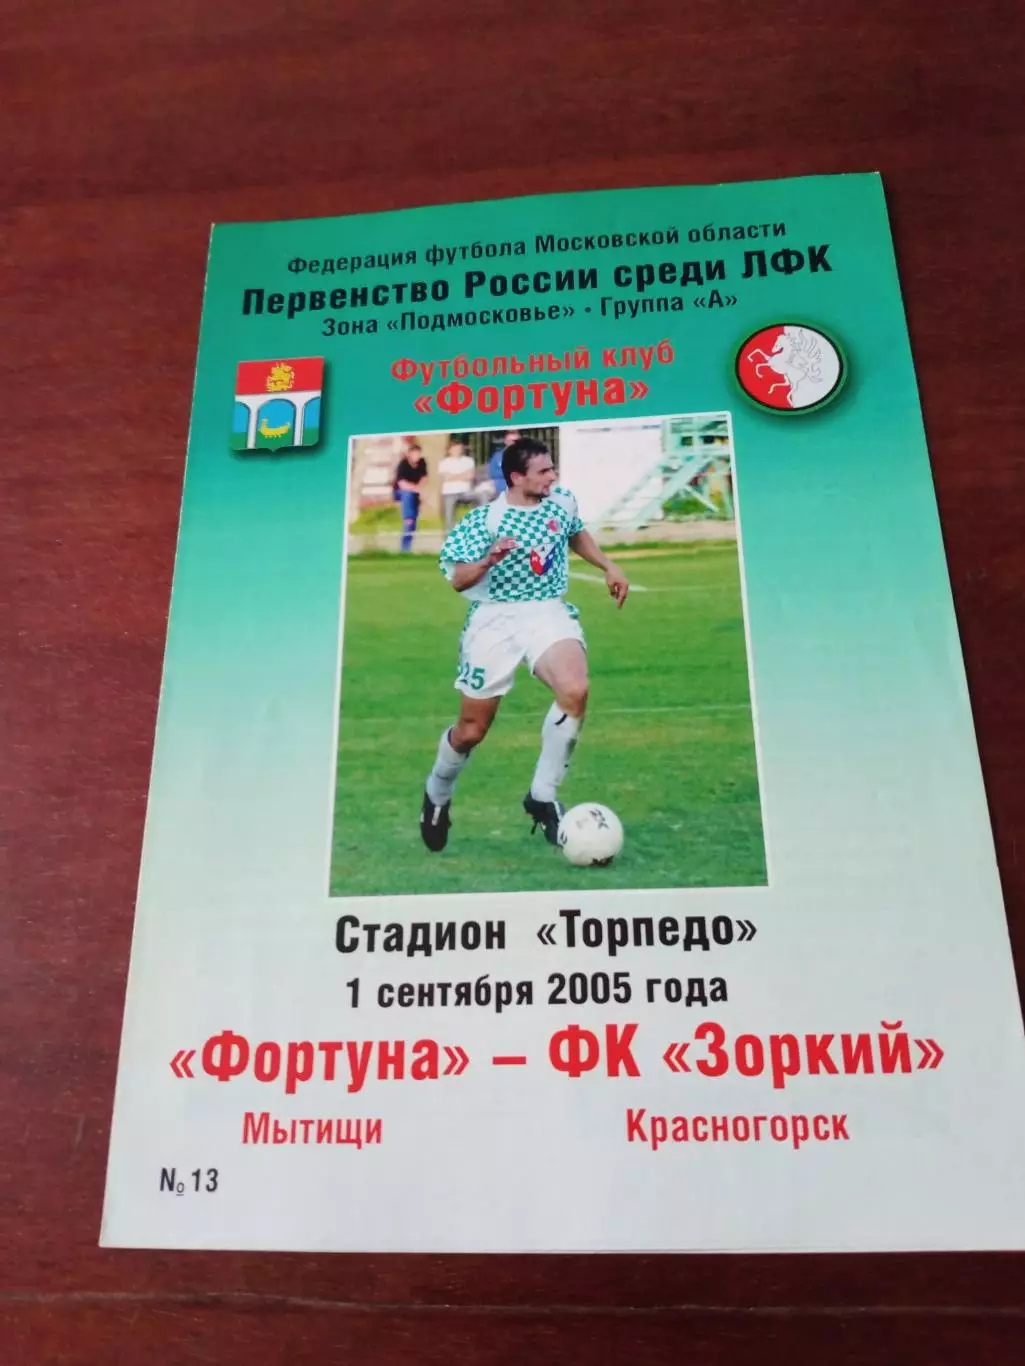 Федерация футбола Московской области
Первенство России среди ЛФК
Зона «Подмосковье» · Группа «А»
Футбольный клуб
«Фортуна»
25
Стадион «Торпедо»
1 сентября 2005 года
«Фортуна» – ФК «Зоркий»
Мытищи Красногорск
№ 13